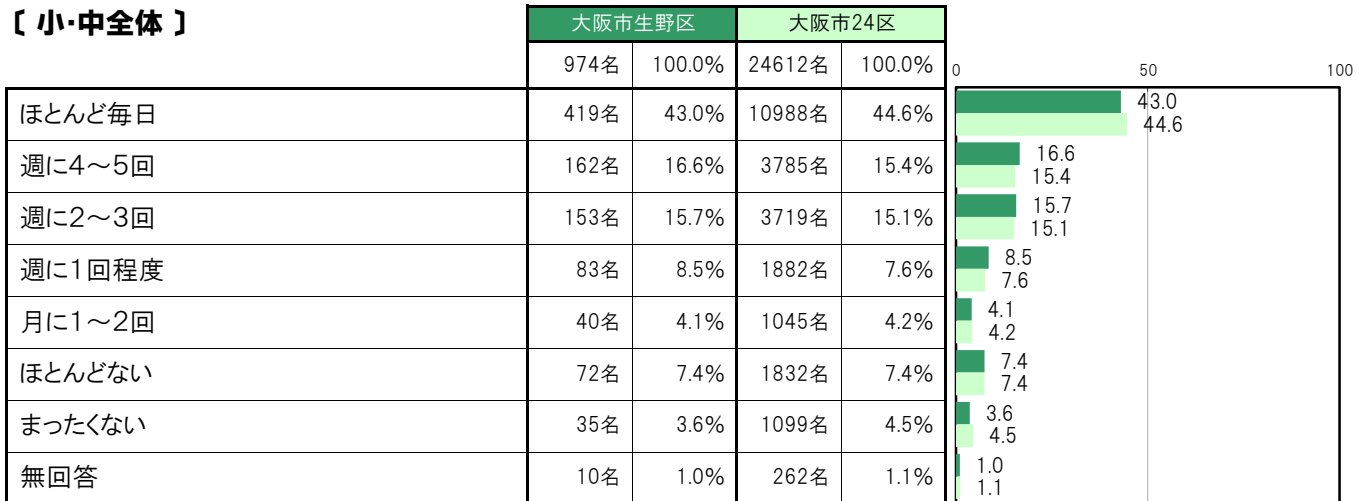 〔 小・中全体 〕
大阪市生野区 大阪市24区
974名 100.0% 24612名 100.0%
0 50 100
ほとんど毎日 419名 43.0% 10988名 44.6% 43.0
44.6
週に4～5回 162名 16.6% 3785名 15.4% 16.6
15.4
週に2～3回 153名 15.7% 3719名 15.1% 15.7
15.1
週に1回程度 83名 8.5% 1882名 7.6% 8.5
7.6
月に1～2回 40名 4.1% 1045名 4.2% 4.1
4.2
ほとんどない 72名 7.4% 1832名 7.4% 7.4
7.4
まったくない 35名 3.6% 1099名 4.5% 3.6
4.5
無回答 10名 1.0% 262名 1.1% 1.0
1.1